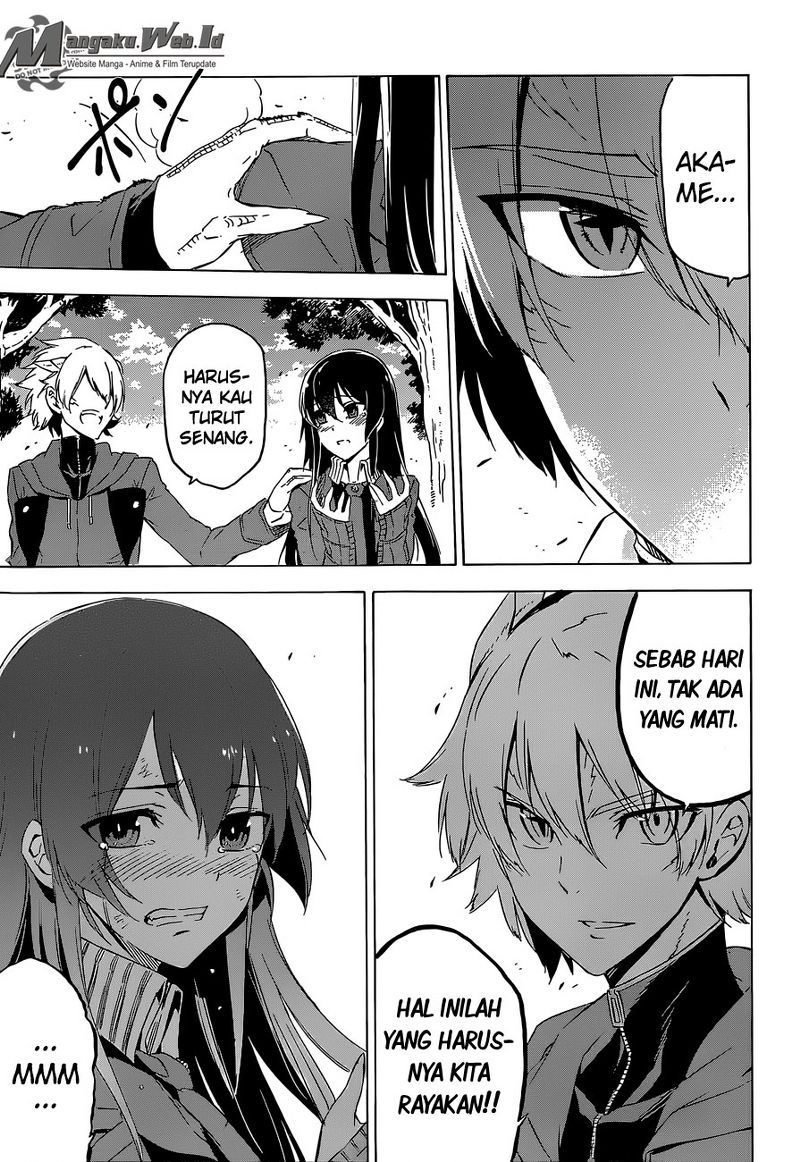 Mangaku.Web.Id
Website Manga - Anime & Film Terupdate
AKA-
ME...
ポン
HARUS-
NYA KAU
TURUT
SENANG.
SEBAB HARI
INI, TAK ADA
YANG MATI.
HAL INILAH
YANG HARUS-
NYA KITA
RAYAKAN!!
...
MMM
...